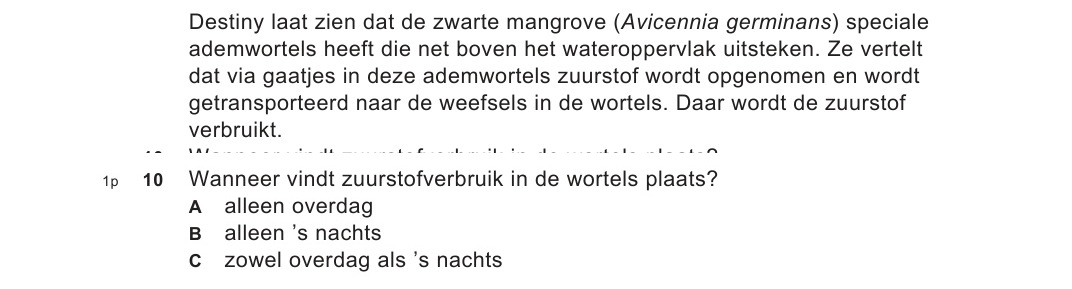 Destiny laat zien dat de zwarte mangrove (Avicennia germinans) speciale
ademwortels heeft die net boven het wateroppervlak uitsteken. Ze vertelt
dat via gaatjes in deze ademwortels zuurstof wordt opgenomen en wordt
getransporteerd naar de weefsels in de wortels. Daar wordt de zuurstof
verbruikt.
1p 10 Wanneer vindt zuurstofverbruik in de wortels plaats?
A alleen overdag
B alleen ’s nachts
C zowel overdag als ’s nachts